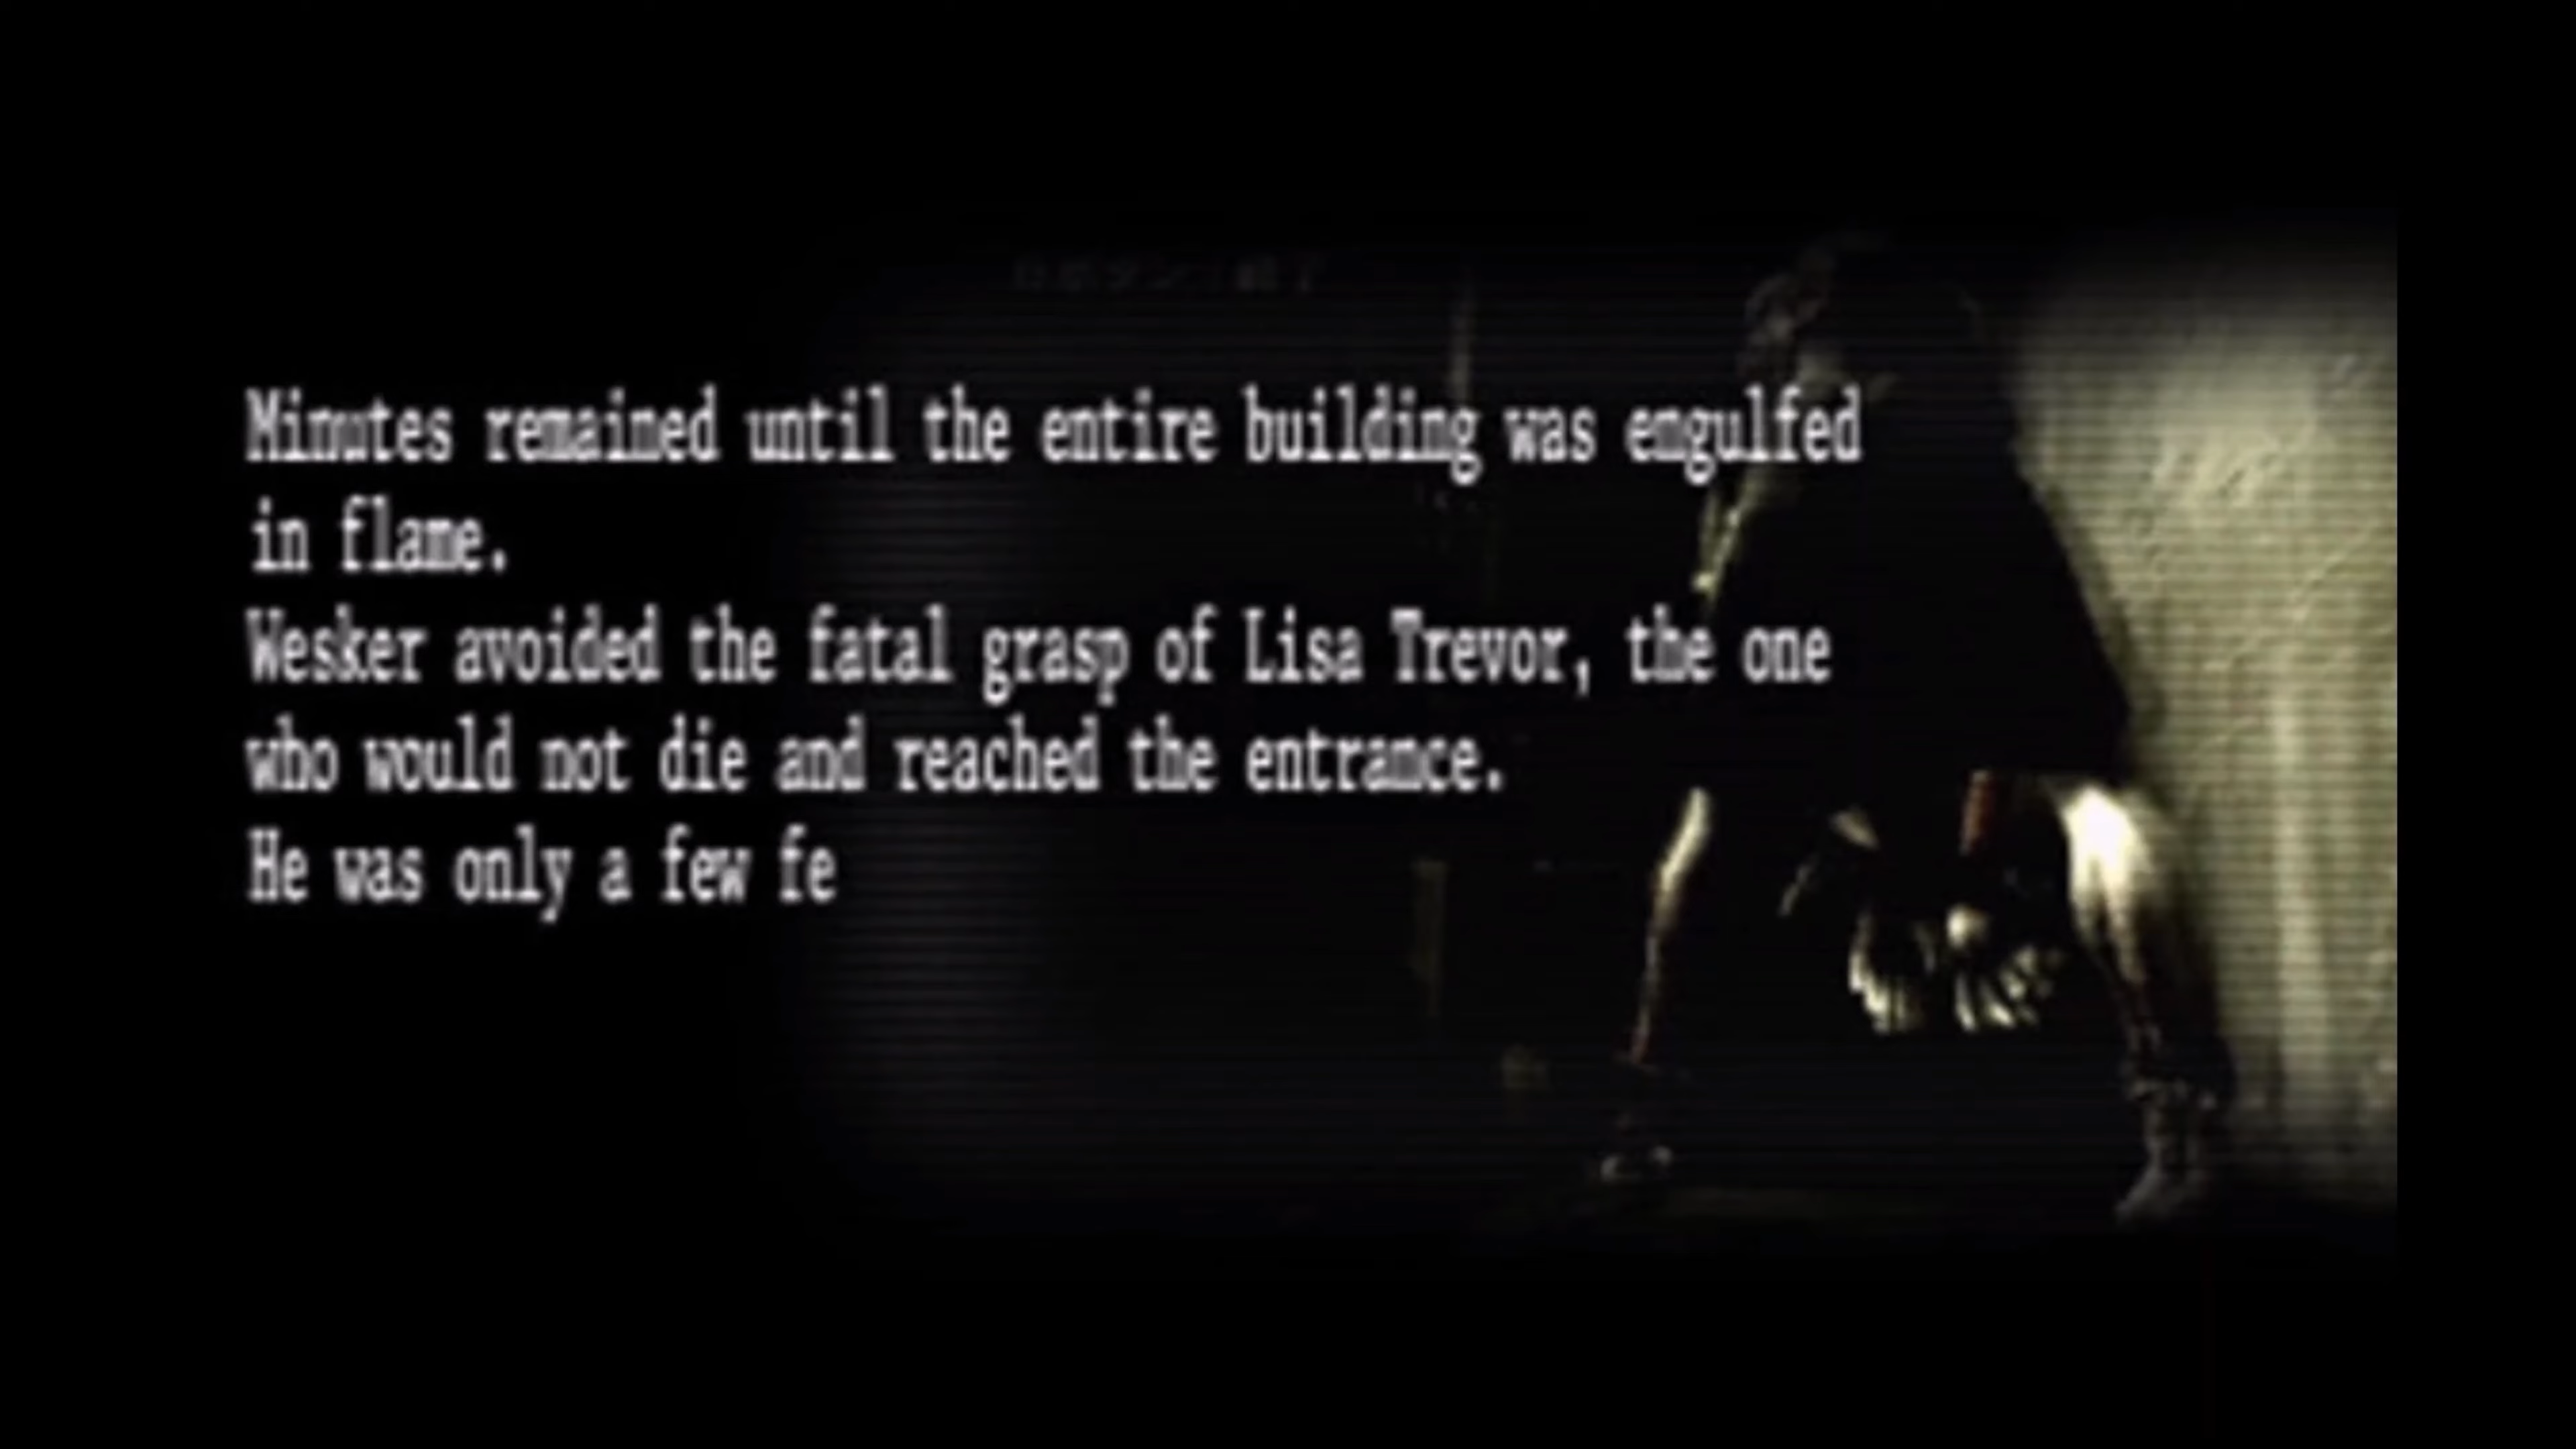 Minutes remained until the entire building was engulfed
in flame.
Wesker avoided the fatal grasp of Lisa Trevor, the one
who would not die and reached the entrance.
He was only a few fe